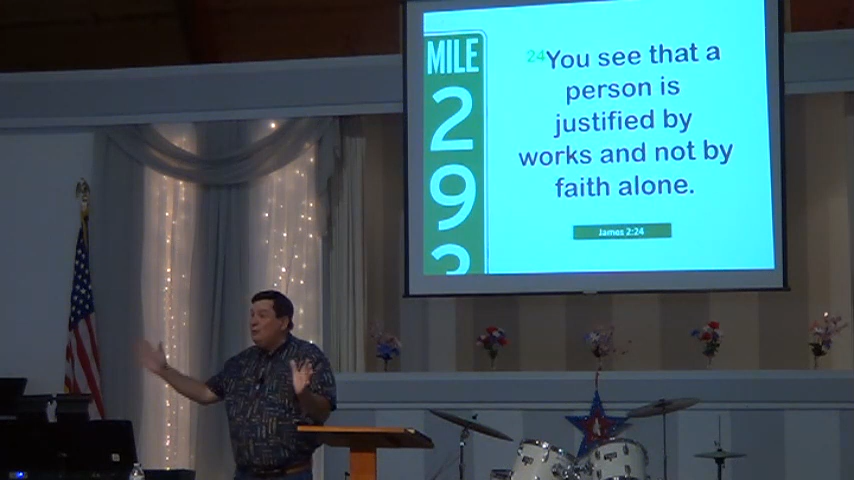 MILE
2
9
24You see that a
person is
justified by
works and not by
faith alone.
James 2:24